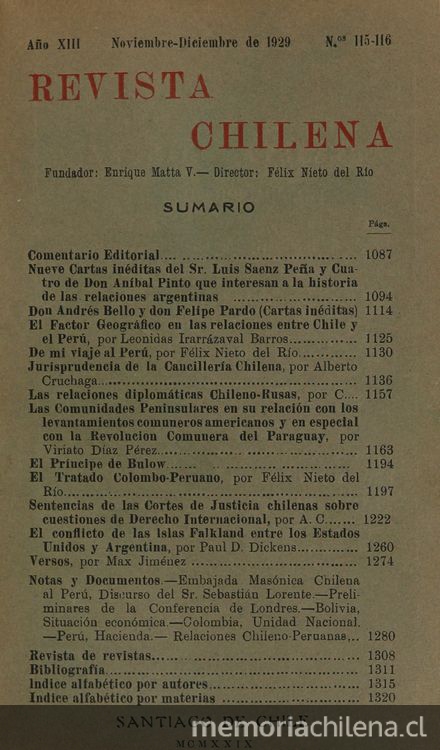 Año XIII Noviembre-Diciembre de 1929 N.os 115-116
REVISTA
CHILENA
Fundador: Enrique Matta V.— Director: Félix Nieto del Río
SUMARIO
Págs.
Comentario Editorial.......................................... 1087
Nueve Cartas inéditas del Sr. Luis Saenz Peña y Cua-
tro de Don Aníbal Pinto que interesan a la historia
de las relaciones argentinas .......................... 1094
Don Andrés Bello y don Felipe Pardo (Cartas inéditas) 1114
El Factor Geográfico en las relaciones entre Chile y
el Perú, por Leonidas Irarrázaval Barros............... 1125
De mi viaje al Perú, por Félix Nieto del Río............ 1130
Jurisprudencia de la Cancillería Chilena, por Alberto
Cruchaga...................................................... 1136
Las relaciones diplomáticas Chileno-Rusas, por C.... 1157
Las Comunidades Peninsulares en su relación con los
levantamientos comuneros americanos y en especial
con la Revolucion Comunera del Paraguay, por
Viriato Díaz Pérez.......................................... 1163
El Príncipe de Bulow...... .............................. 1194
El Tratado Colombo-Peruano, por Félix Nieto del
Río............................................................ 1197
Sentencias de las Cortes de Justicia chilenas sobre
cuestiones de Derecho Internacional, por A. C....... 1222
El conflicto de las Islas Falkland entre los Estados
Unidos y Argentina, por Paul D. Dickens............. 1260
Versos, por Max Jiménez .................................. 1274
Notas y Documentos.—Embajada Masónica Chilena
al Perú, Discurso del Sr. Sebastián Lorente.—Preli-
minares de la Conferencia de Londres.—Bolivia,
Situación económica.—Colombia, Unidad Nacional.
—Perú, Hacienda.— Relaciones Chileno-Peruanas... 1280
Revista de revistas............................................ 1308
Bibliografía...................................................... 1311
Indice alfabético por autores................................ 1315
Indice alfabético por materias .............................. 1320
SANTIAGO DE CHILE
MCMXXIX
memoriachilena.cl